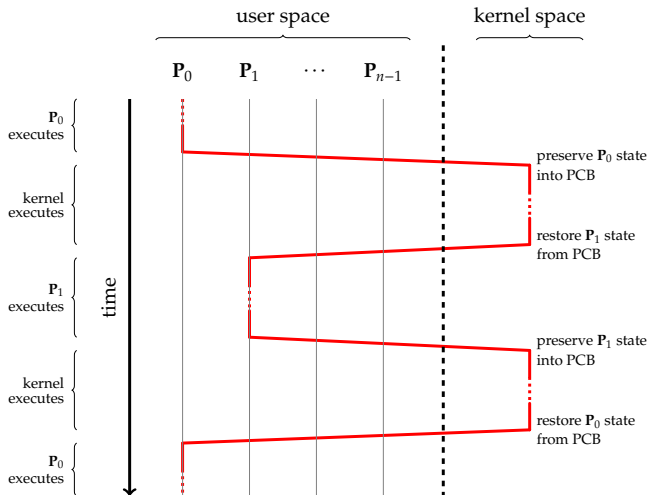 user space
kernel space
P₀
P₁
⋯
Pₙ₋₁
P₀
executes
preserve P₀ state
into PCB
kernel
executes
restore P₁ state
from PCB
P₁
executes
time
preserve P₁ state
into PCB
kernel
executes
restore P₀ state
from PCB
P₀
executes